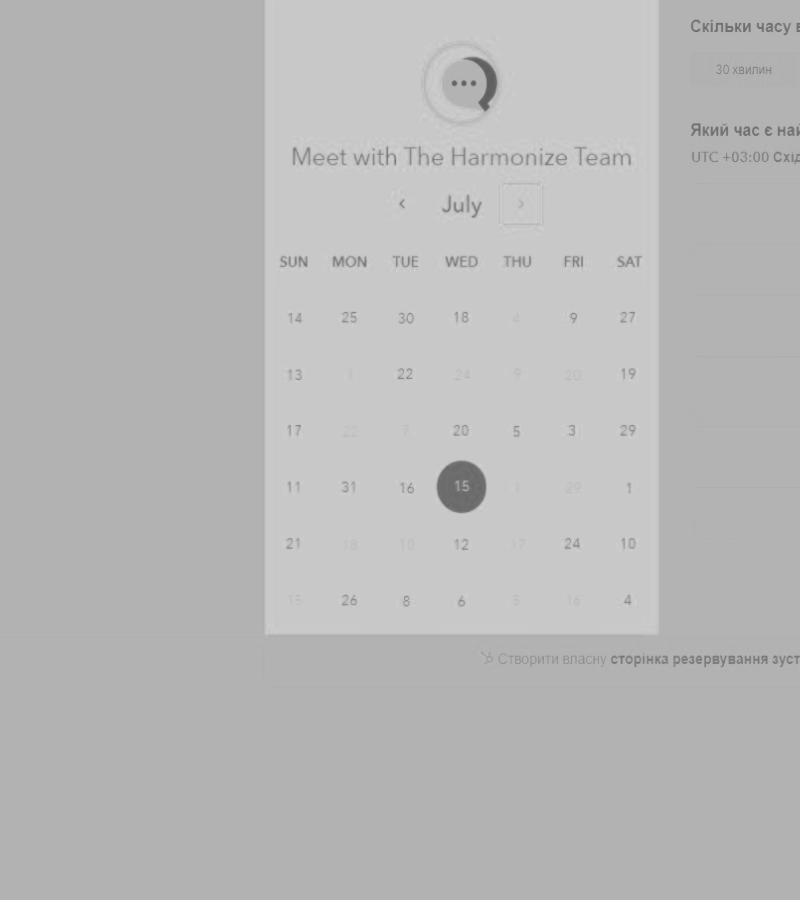 Meet with The Harmonize Team
July
SUN MON TUE WED THU FRI SAT
14 25 30 18 4 9 27
13 1 22 24 9 20 19
17 22 7 20 5 3 29
11 31 16 15 1 29 1
21 18 10 12 17 24 10
15 26 8 6 5 16 4
Скільки часу
30 хвилин
Який час є
UTC +03:00
Створити власну сторінка резервування